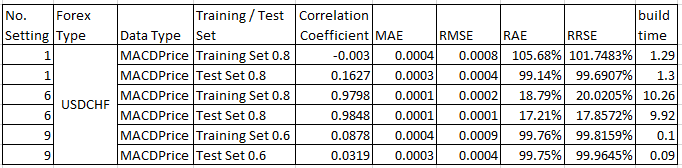 No. Setting Forex Type Data Type Training / Test Set Correlation Coefficient MAE RMSE RAE RRSE build time
1 USDCHF MACDPrice Training Set 0.8 -0.003 0.0004 0.0008 105.68% 101.7483% 1.29
1 MACDPrice Test Set 0.8 0.1627 0.0003 0.0004 99.14% 99.6907% 1.3
6 MACDPrice Training Set 0.8 0.9798 0.0001 0.0002 18.79% 20.0205% 10.26
6 MACDPrice Test Set 0.8 0.9848 0.0001 0.0001 17.21% 17.8572% 9.92
9 MACDPrice Training Set 0.6 0.0878 0.0004 0.0009 99.76% 99.8159% 0.1
9 MACDPrice Test Set 0.6 0.0319 0.0003 0.0004 99.75% 99.9645% 0.09